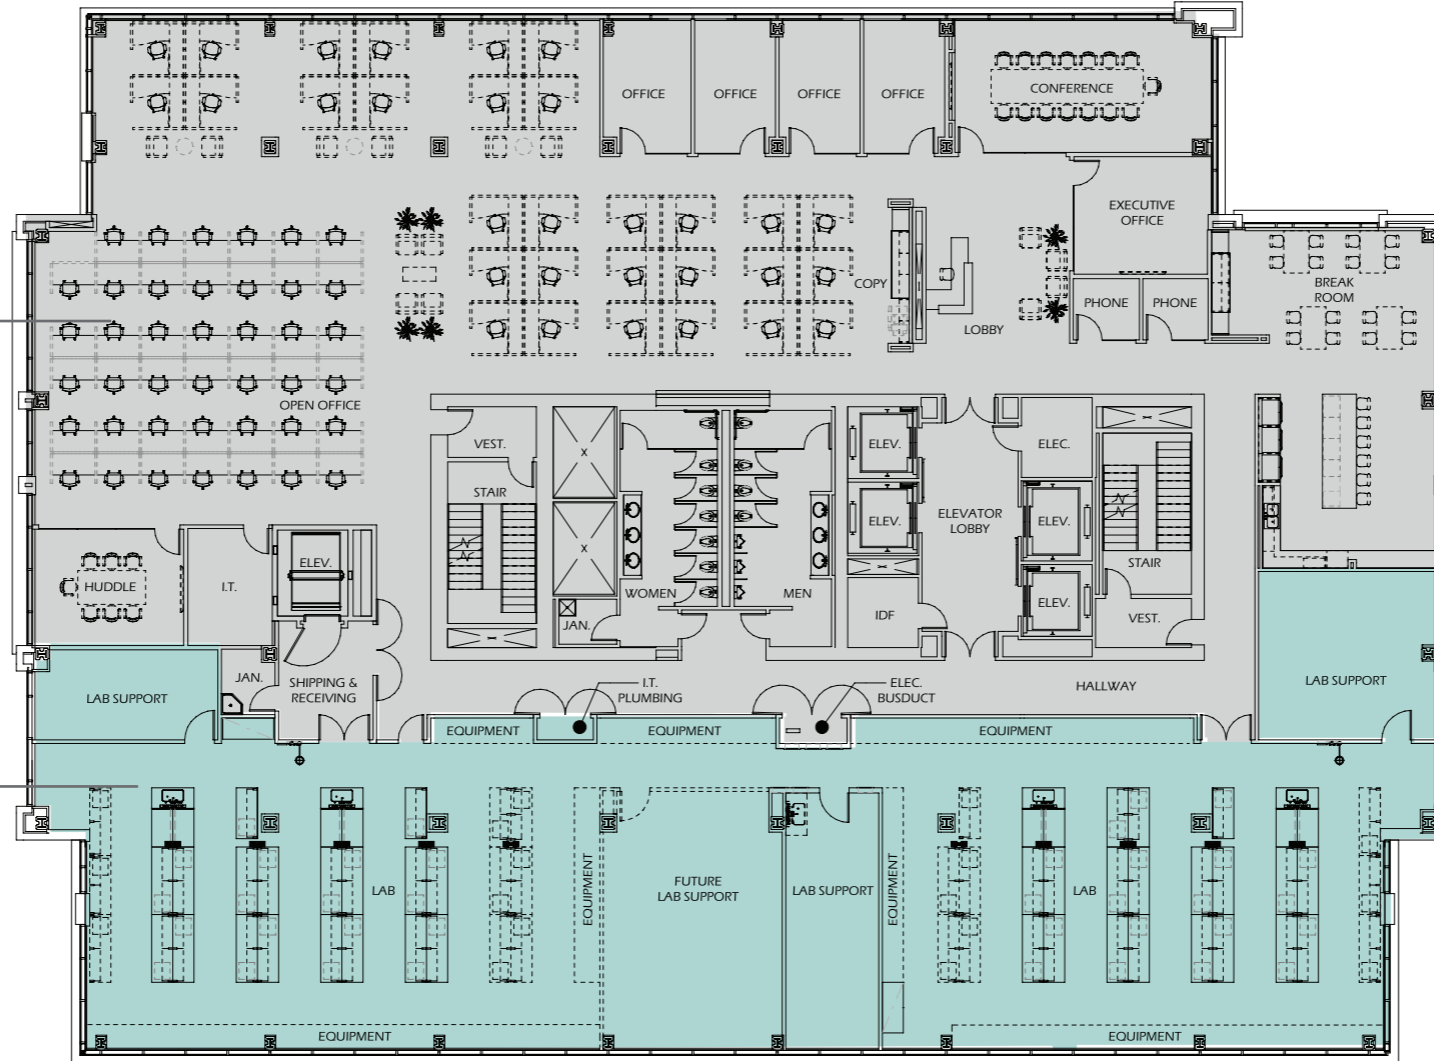 OFFICE
OFFICE
OFFICE
OFFICE
CONFERENCE
EXECUTIVE
OFFICE
COPY
LOBBY
PHONE
PHONE
BREAK
ROOM
OPEN OFFICE
VEST.
STAIR
X
X
WOMEN
MEN
JAN.
ELEV.
ELEV.
IDF
ELEVATOR
LOBBY
ELEC.
ELEV.
ELEV.
STAIR
VEST.
HUDDLE
I.T.
ELEV.
LAB SUPPORT
JAN.
SHIPPING &
RECEIVING
I.T.
PLUMBING
ELEC.
BUSDUCT
HALLWAY
LAB SUPPORT
EQUIPMENT
EQUIPMENT
EQUIPMENT
LAB
EQUIPMENT
FUTURE
LAB SUPPORT
LAB SUPPORT
EQUIPMENT
LAB
EQUIPMENT
EQUIPMENT